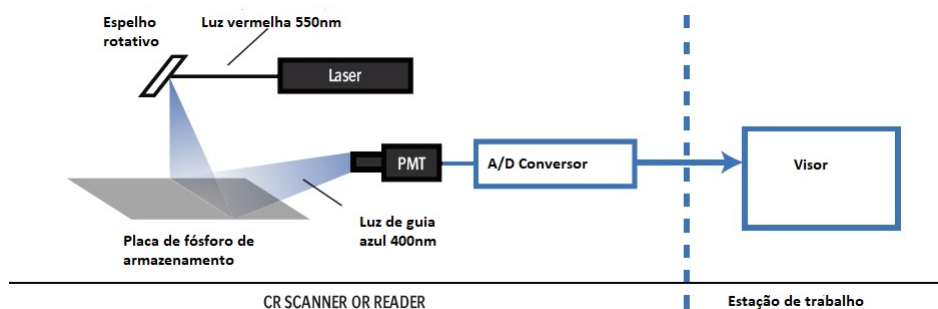 Espelho
rotativo
Luz vermelha 550nm
Laser
PMT
A/D Conversor
Visor
Luz de guia
azul 400nm
Placa de fósforo de
armazenamento
CR SCANNER OR READER
Estação de trabalho